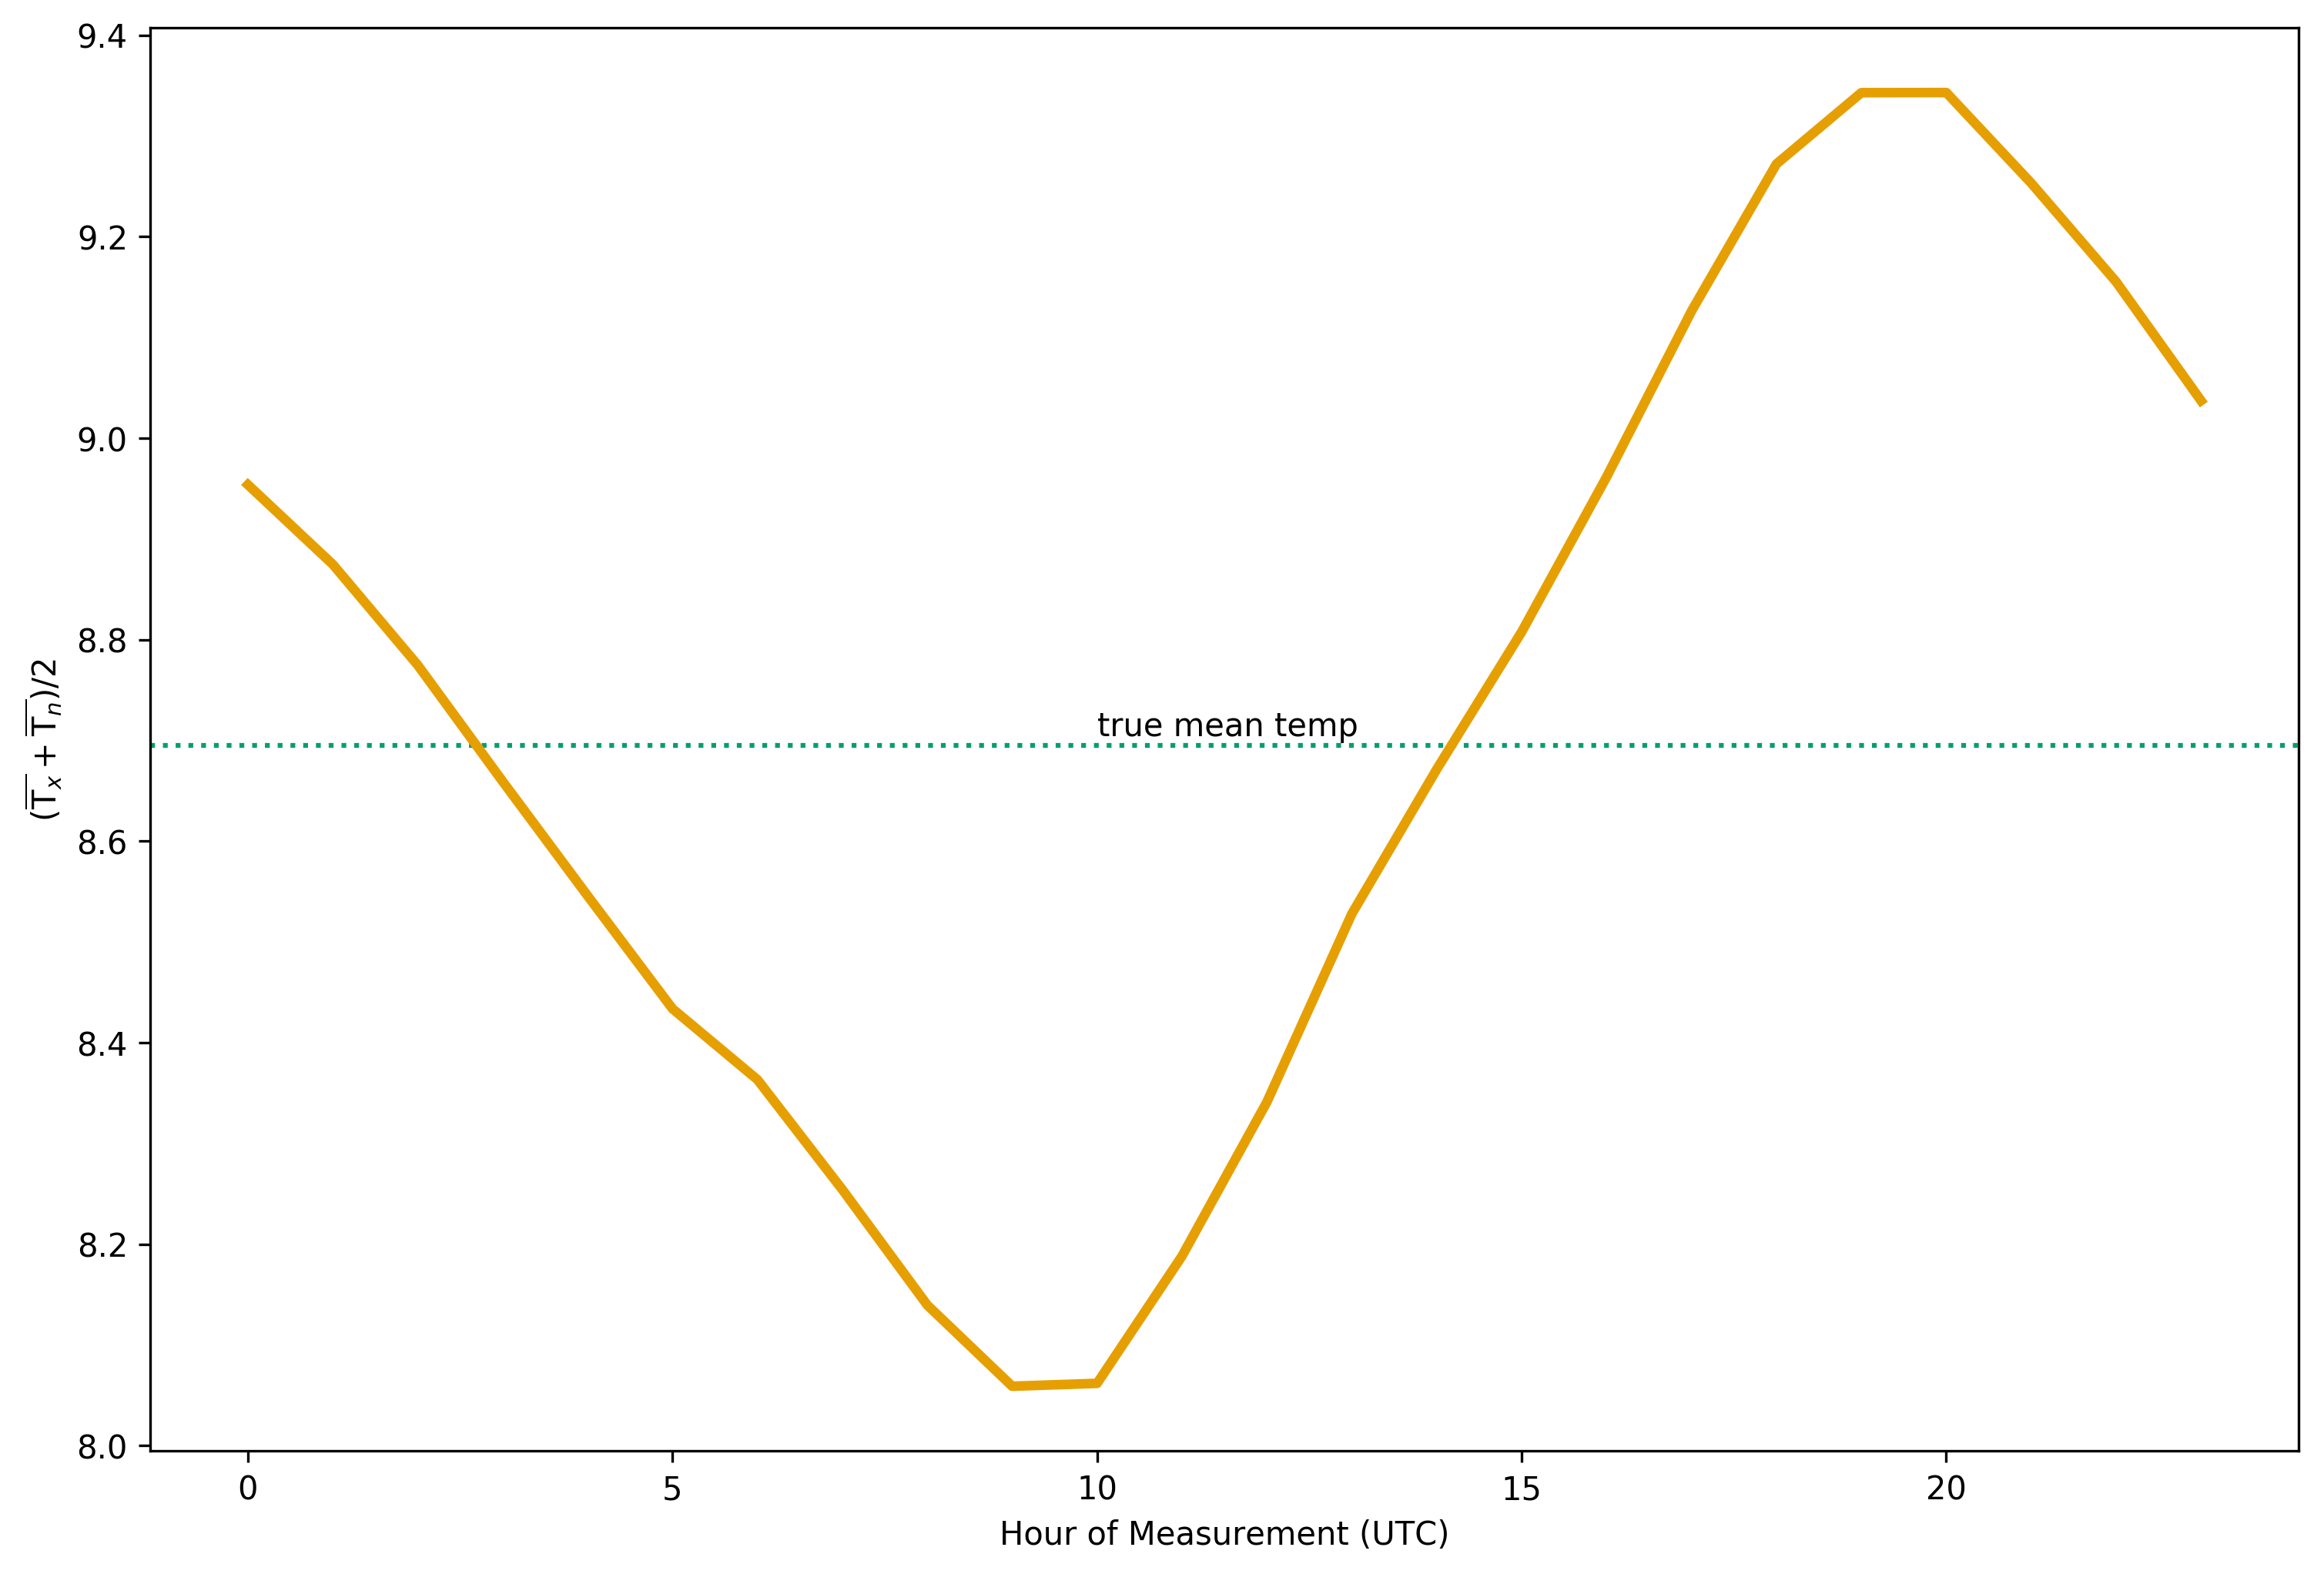 9.4
9.2
9.0
8.8
8.6
8.4
8.2
8.0
(T̅ₓ + T̅ₙ)/2
true mean temp
0 5 10 15 20
Hour of Measurement (UTC)